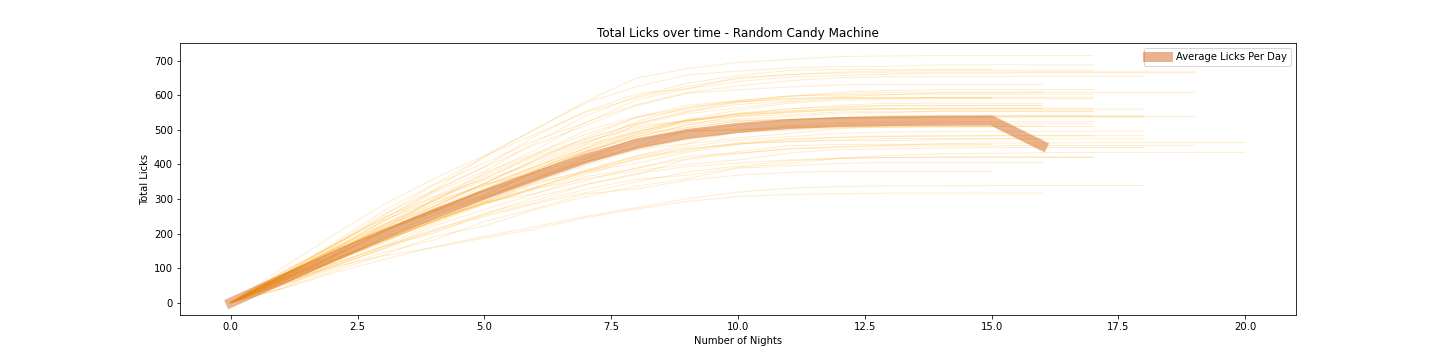 Total Licks over time - Random Candy Machine
Average Licks Per Day
Total Licks
700
600
500
400
300
200
100
0
0.0 2.5 5.0 7.5 10.0 12.5 15.0 17.5 20.0
Number of Nights